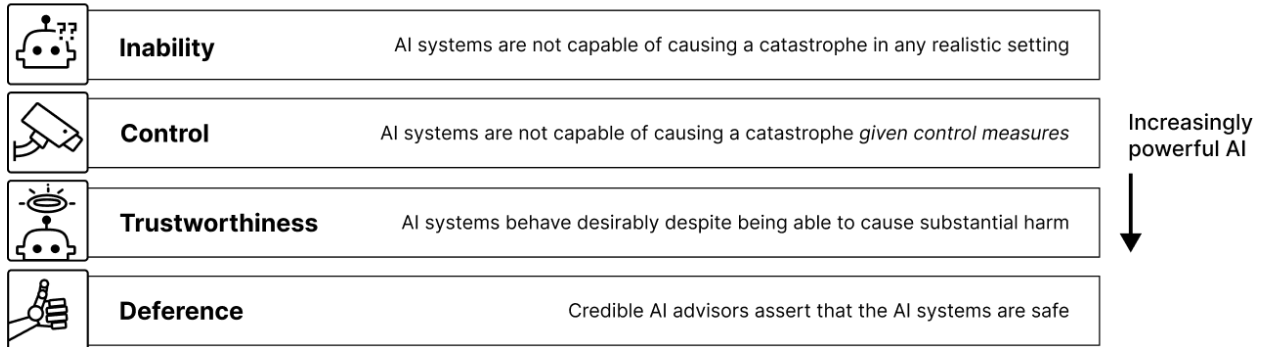 ??
Inability
AI systems are not capable of causing a catastrophe in any realistic setting
Control
AI systems are not capable of causing a catastrophe given control measures
Increasingly
powerful AI
Trustworthiness
AI systems behave desirably despite being able to cause substantial harm
Deference
Credible AI advisors assert that the AI systems are safe